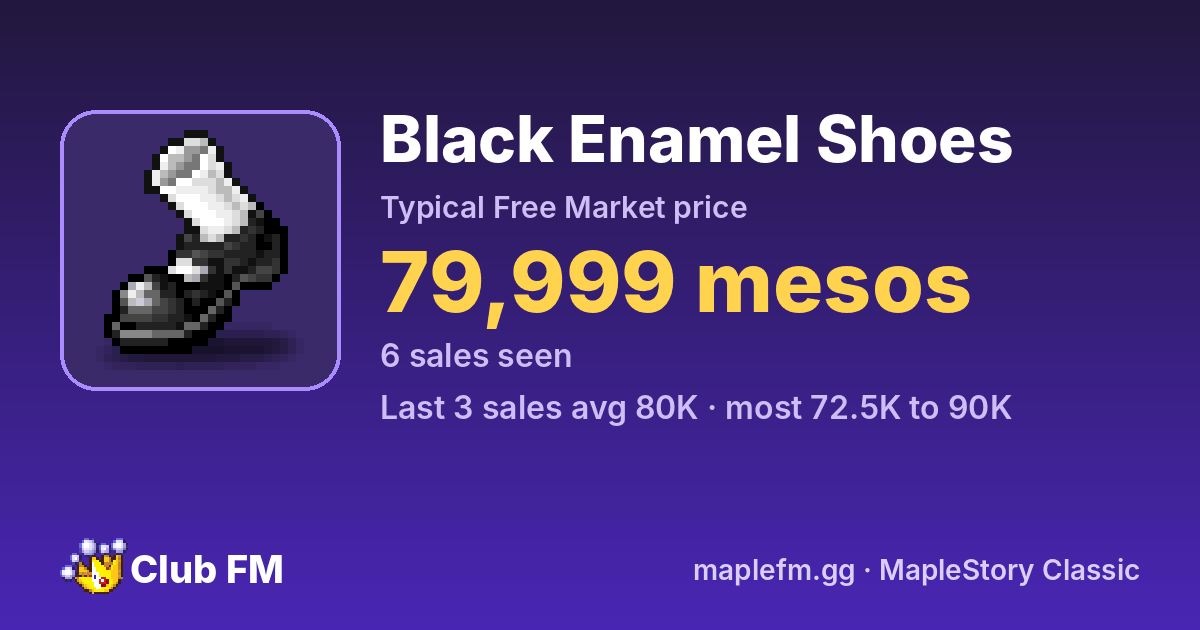 Black Enamel Shoes
Typical Free Market price
79,999 mesos
6 sales seen
Last 3 sales avg 80K · most 72.5K to 90K
Club FM
maplefm.gg · MapleStory Classic